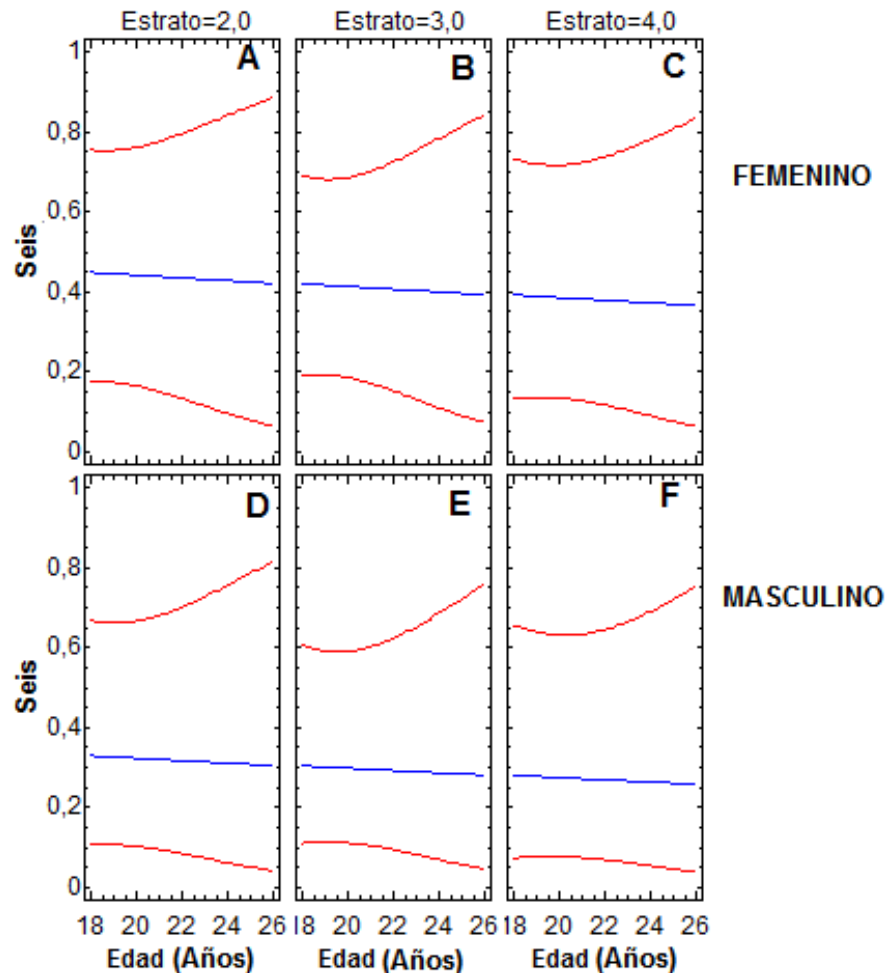 Estrato=2,0 Estrato=3,0 Estrato=4,0
1 A B C
0,8
FEMENINO
0,6
Seis
0,4
0,2
0
1 D E F
0,8
MASCULINO
0,6
Seis
0,4
0,2
0
18 20 22 24 26 18 20 22 24 26 18 20 22 24 26
Edad (Años) Edad (Años) Edad (Años)